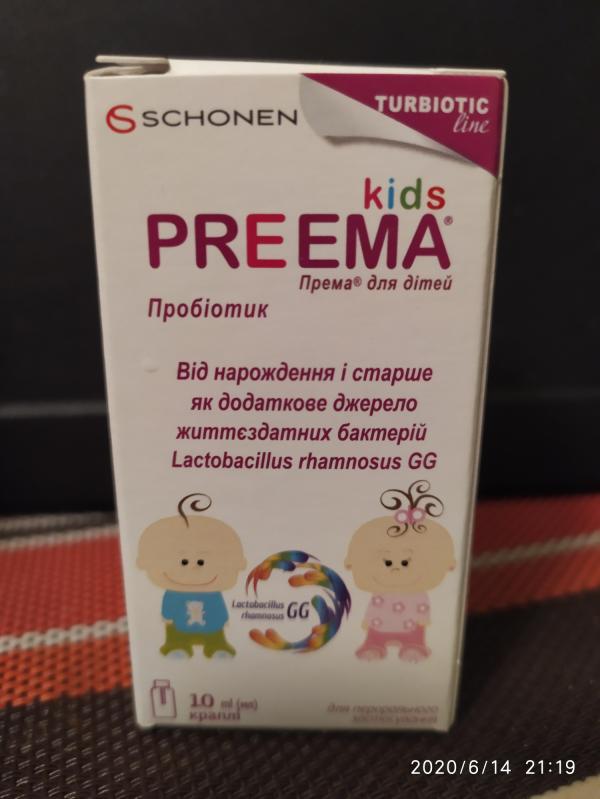 SCHONEN
TURBIOTIC
line
kids
PREEMA®
Према® для дітей
Пробіотик
Від нарождення і старше
як додаткове джерело
життєздатних бактерій
Lactobacillus rhamnosus GG
Lactobacillus
rhamnosus GG
10 ml (мл)
краплі
для перорального
застосування
2020/6/14 21:19